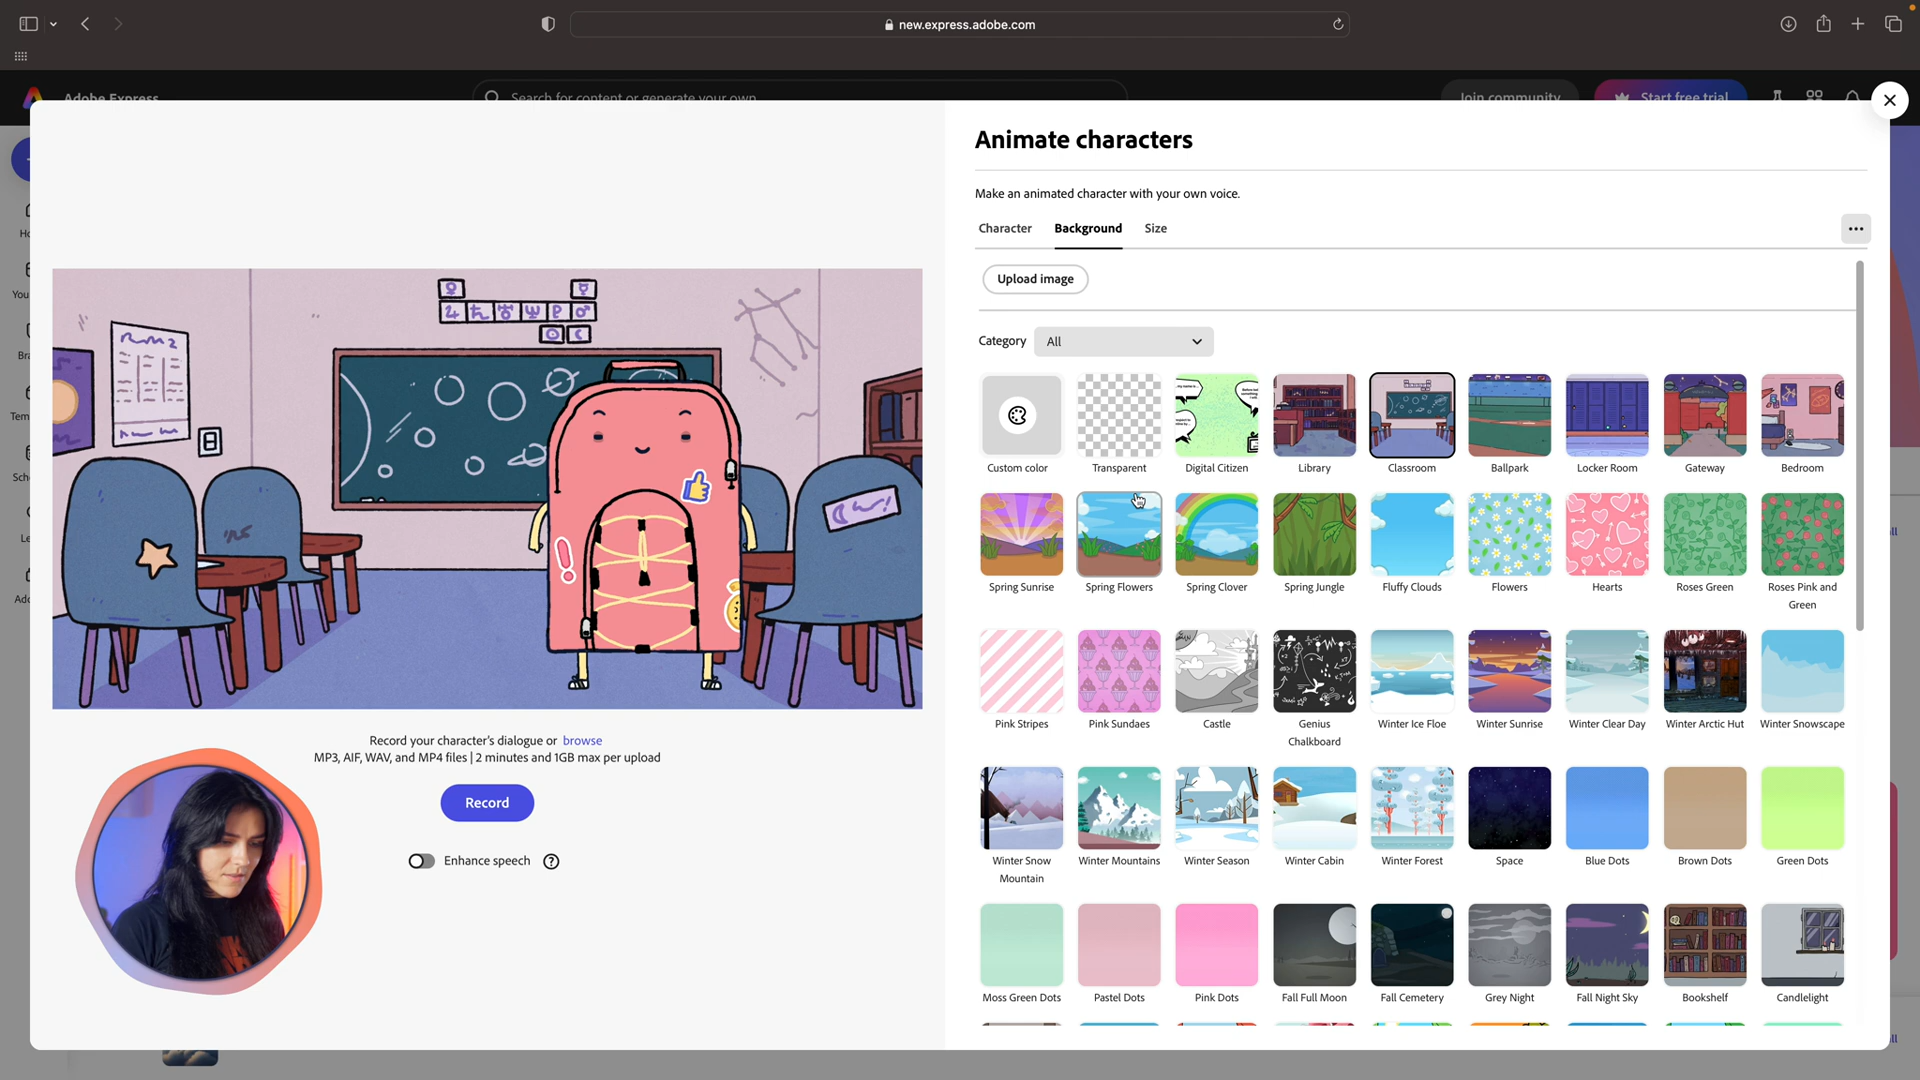 new.express.adobe.com
Adobe Express
Search for content or generate your own
Join community
Start free trial
Animate characters
Make an animated character with your own voice.
Character
Background
Size
Upload image
Category
All
Custom color
Transparent
Digital Citizen
Library
Classroom
Ballpark
Locker Room
Gateway
Bedroom
Spring Sunrise
Spring Flowers
Spring Clover
Spring Jungle
Fluffy Clouds
Flowers
Hearts
Roses Green
Roses Pink and
Green
Pink Stripes
Pink Sundaes
Castle
Genius
Chalkboard
Winter Ice Floe
Winter Sunrise
Winter Clear Day
Winter Arctic Hut
Winter Snowscape
Winter Snow
Mountain
Winter Mountains
Winter Season
Winter Cabin
Winter Forest
Space
Blue Dots
Brown Dots
Green Dots
Moss Green Dots
Pastel Dots
Pink Dots
Fall Full Moon
Fall Cemetery
Grey Night
Fall Night Sky
Bookshelf
Candlelight
Record your character's dialogue or browse
MP3, AIF, WAV, and MP4 files | 2 minutes and 1GB max per upload
Record
Enhance speech